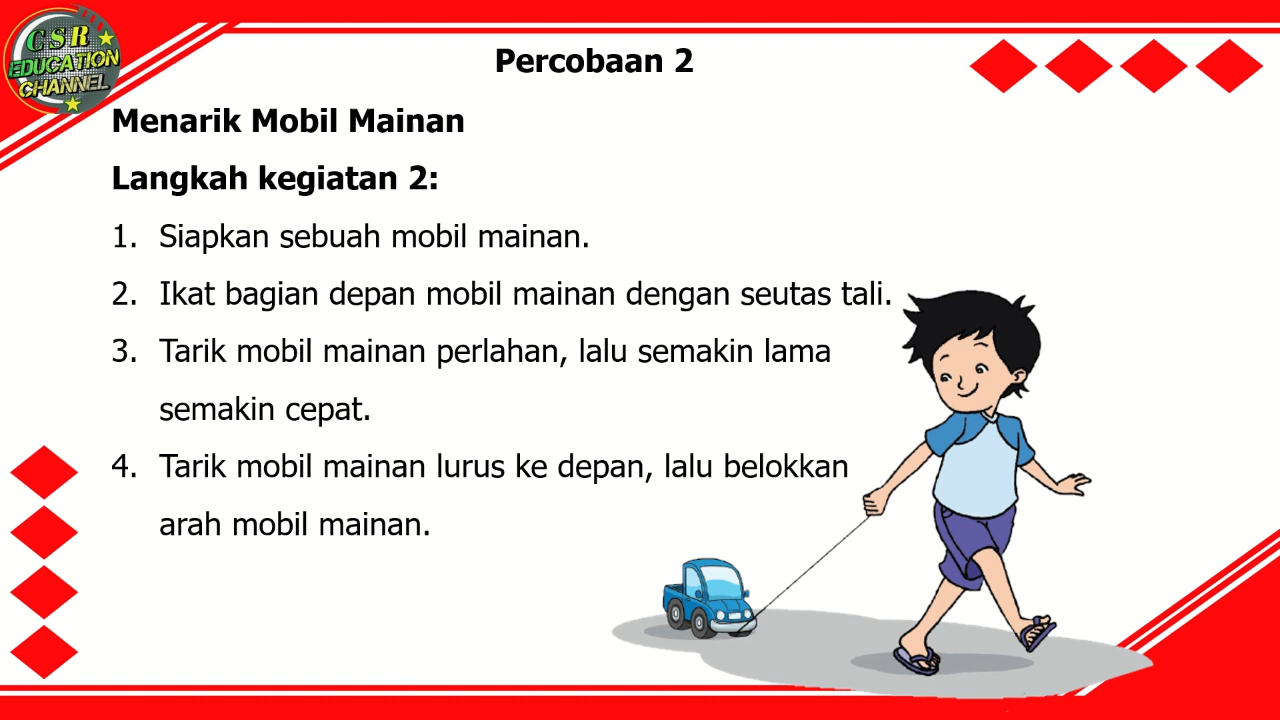 CSR
EDUCATION
CHANNEL
Percobaan 2
Menarik Mobil Mainan
Langkah kegiatan 2:
1. Siapkan sebuah mobil mainan.
2. Ikat bagian depan mobil mainan dengan seutas tali.
3. Tarik mobil mainan perlahan, lalu semakin lama
semakin cepat.
4. Tarik mobil mainan lurus ke depan, lalu belokkan
arah mobil mainan.